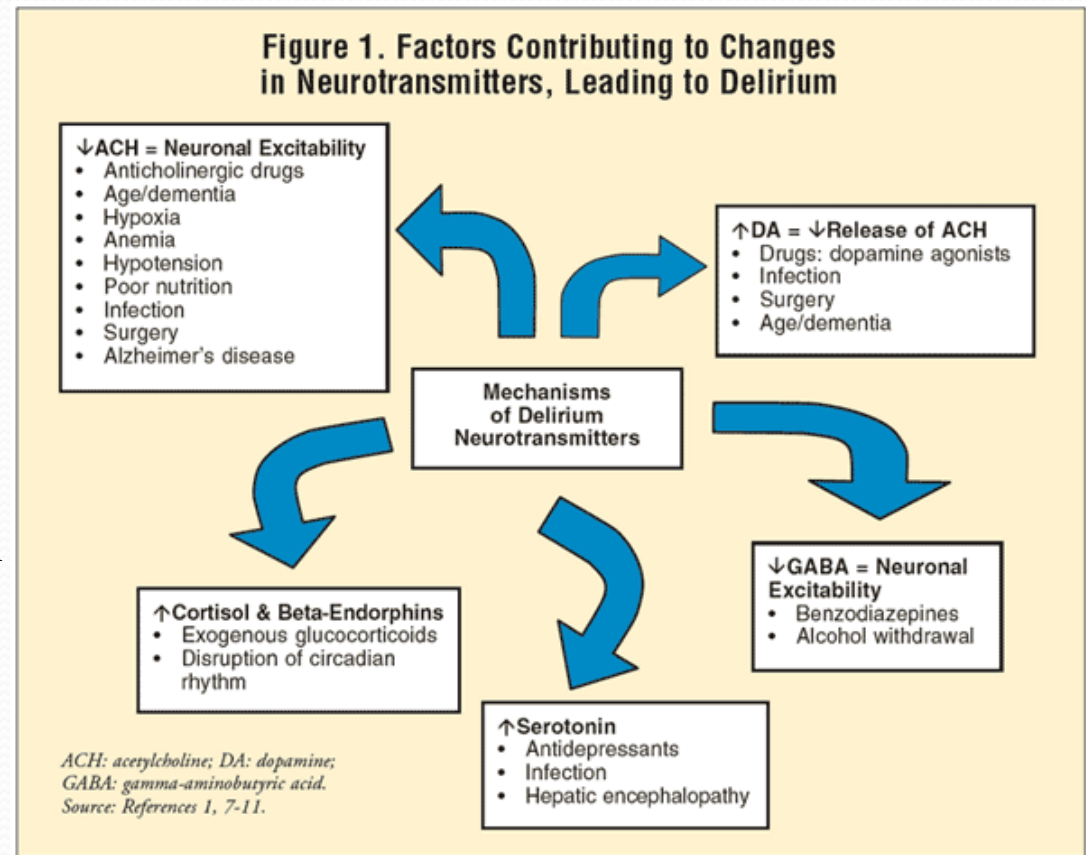 Figure 1. Factors Contributing to Changes
in Neurotransmitters, Leading to Delirium
↓ACH = Neuronal Excitability
• Anticholinergic drugs
• Age/dementia
• Hypoxia
• Anemia
• Hypotension
• Poor nutrition
• Infection
• Surgery
• Alzheimer's disease
↑DA = ↓Release of ACH
• Drugs: dopamine agonists
• Infection
• Surgery
• Age/dementia
Mechanisms
of Delirium
Neurotransmitters
↑Cortisol & Beta-Endorphins
• Exogenous glucocorticoids
• Disruption of circadian
rhythm
↓GABA = Neuronal
Excitability
• Benzodiazepines
• Alcohol withdrawal
↑Serotonin
• Antidepressants
• Infection
• Hepatic encephalopathy
ACH: acetylcholine; DA: dopamine;
GABA: gamma-aminobutyric acid.
Source: References 1, 7-11.